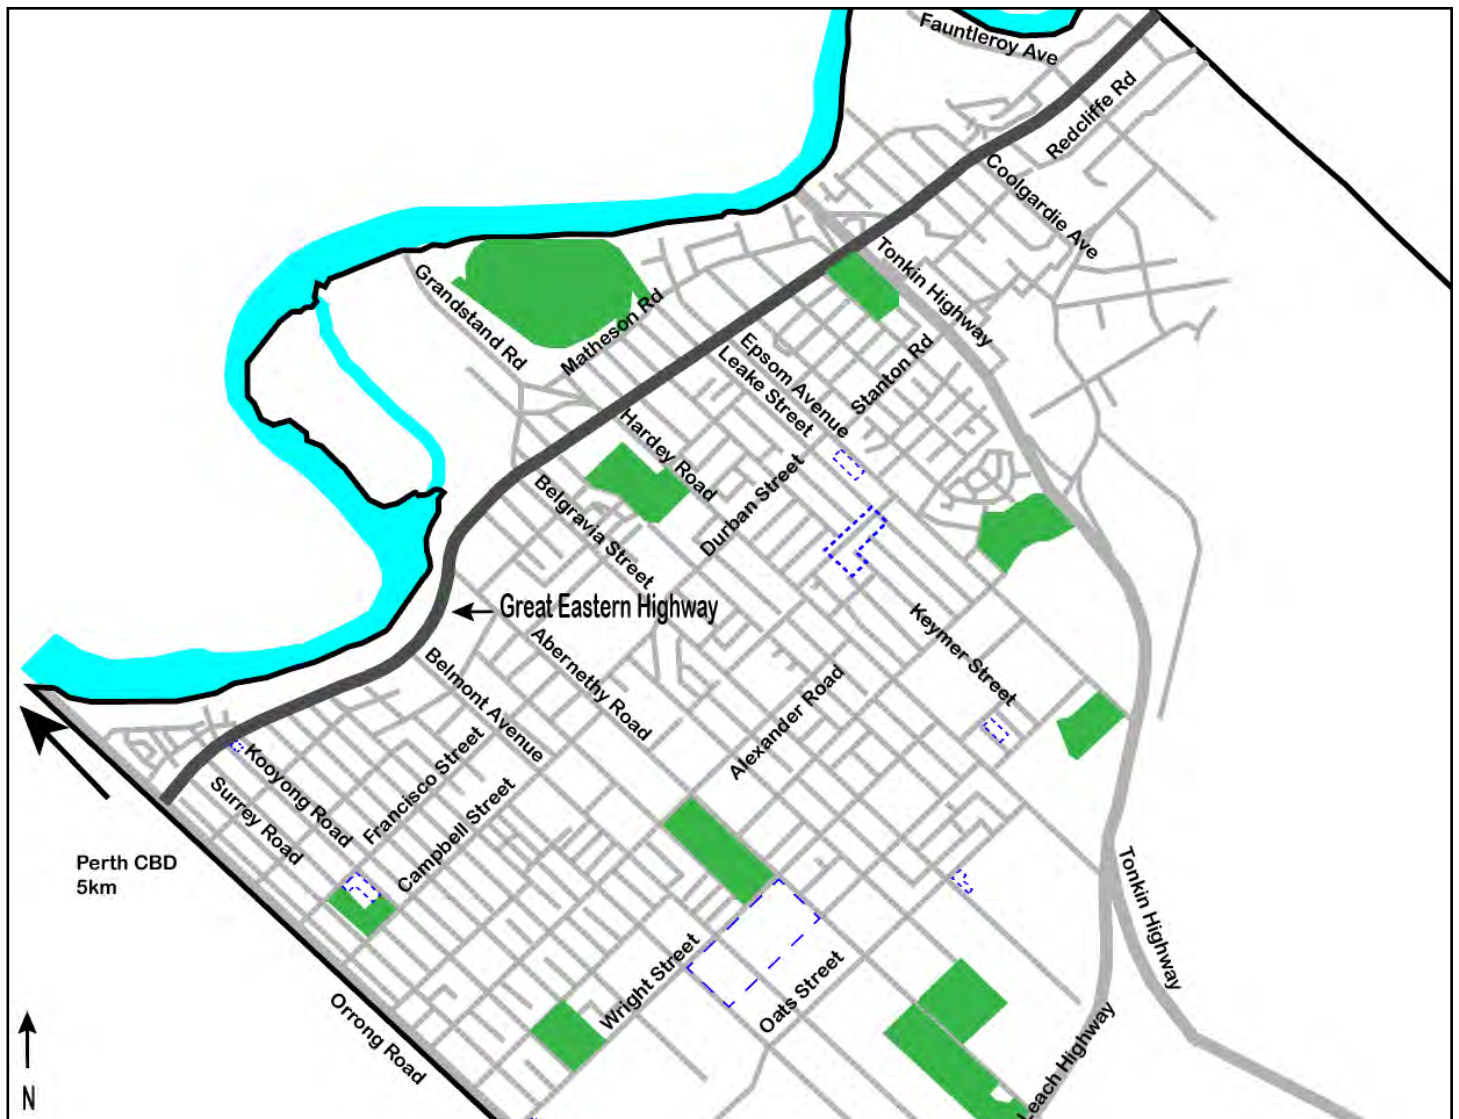 Fauntleroy Ave
Redcliffe Rd
Coolgardie Ave
Tonkin Highway
Grandstand Rd
Matheson Rd
Epsom Avenue
Leake Street
Stanton Rd
Hardey Road
Durban Street
Belgravia Street
Great Eastern Highway
Keymer Street
Abernethy Road
Belmont Avenue
Alexander Road
Kooyong Road
Francisco Street
Surrey Road
Campbell Street
Perth CBD
5km
Tonkin Highway
Wright Street
Oats Street
Orrong Road
Leach Highway
N